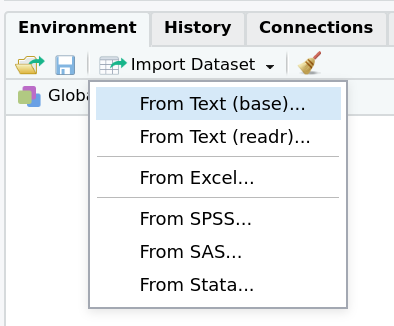 Environment History Connections
Import Dataset
Globa
From Text (base)...
From Text (readr)...
From Excel...
From SPSS...
From SAS...
From Stata...